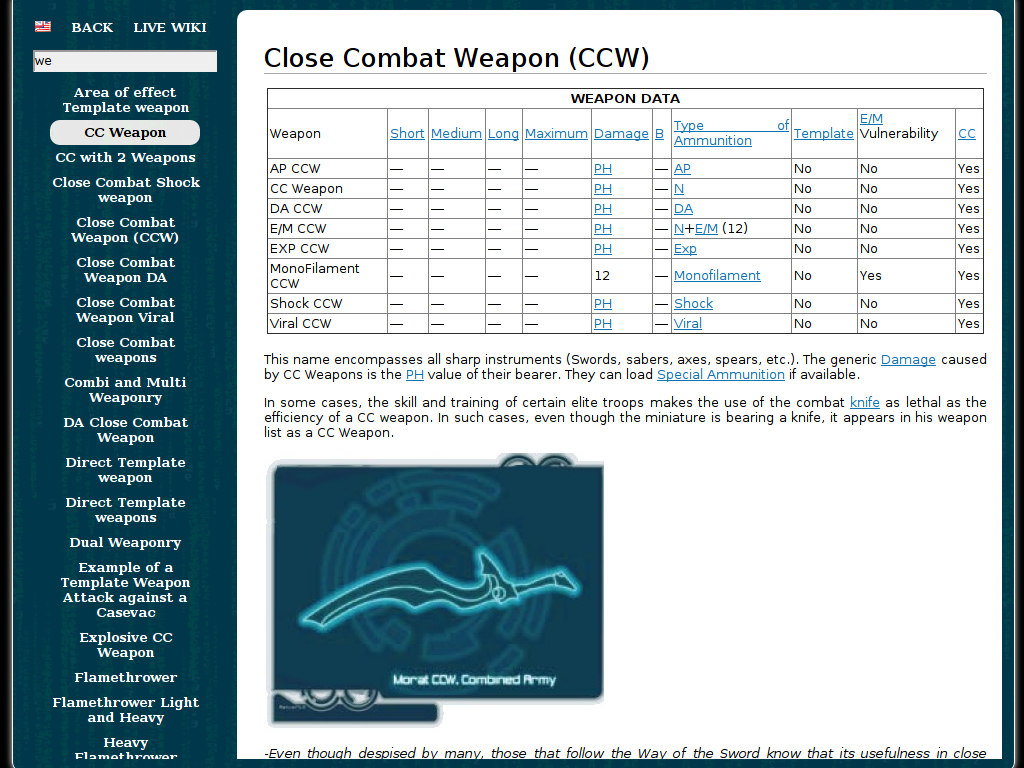 BACK LIVE WIKI
we
Area of effect
Template weapon
CC Weapon
CC with 2 Weapons
Close Combat Shock
weapon
Close Combat
Weapon (CCW)
Close Combat
Weapon DA
Close Combat
Weapon Viral
Close Combat
weapons
Combi and Multi
Weaponry
DA Close Combat
Weapon
Direct Template
weapon
Direct Template
weapons
Dual Weaponry
Example of a
Template Weapon
Attack against a
Casevac
Explosive CC
Weapon
Flamethrower
Flamethrower Light
and Heavy
Heavy
Flamethrower
Close Combat Weapon (CCW)
WEAPON DATA
Weapon Short Medium Long Maximum Damage B Type of Ammunition Template E/M Vulnerability CC
AP CCW — — — — PH — AP No No Yes
CC Weapon — — — — PH — N No No Yes
DA CCW — — — — PH — DA No No Yes
E/M CCW — — — — PH — N+E/M (12) No No Yes
EXP CCW — — — — PH — Exp No No Yes
MonoFilament CCW — — — — 12 — Monofilament No Yes Yes
Shock CCW — — — — PH — Shock No No Yes
Viral CCW — — — — PH — Viral No No Yes
This name encompasses all sharp instruments (Swords, sabers, axes, spears, etc.). The generic Damage caused
by CC Weapons is the PH value of their bearer. They can load Special Ammunition if available.
In some cases, the skill and training of certain elite troops makes the use of the combat knife as lethal as the
efficiency of a CC weapon. In such cases, even though the miniature is bearing a knife, it appears in his weapon
list as a CC Weapon.
Morat CCW. Combined Army
-Even though despised by many, those that follow the Way of the Sword know that its usefulness in close